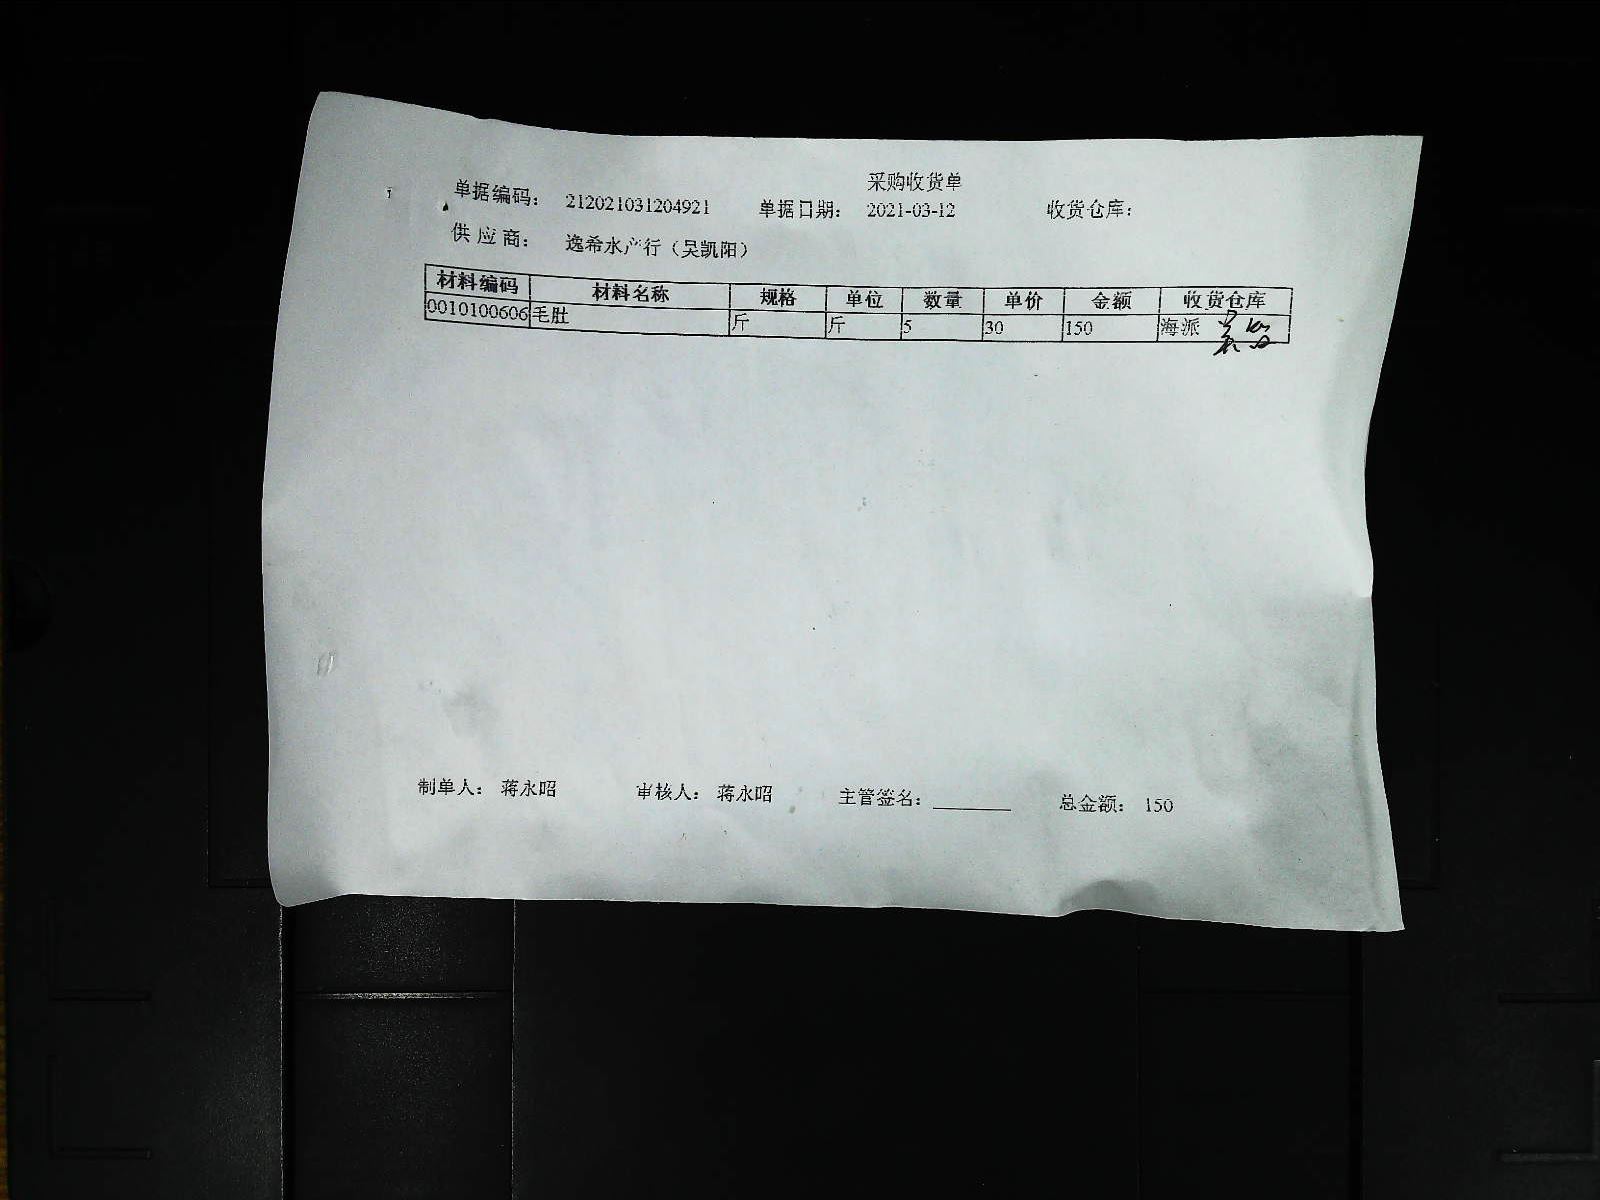 采购收货单
单据编码： 212021031204921 单据日期： 2021-03-12 收货仓库：
供应商： 逸希水产行（吴凯阳）
材料编码 材料名称 规格 单位 数量 单价 金额 收货仓库
0010100606 毛肚 斤 斤 5 30 150 海派
制单人： 蒋永昭 审核人： 蒋永昭 主管签名：________ 总金额： 150